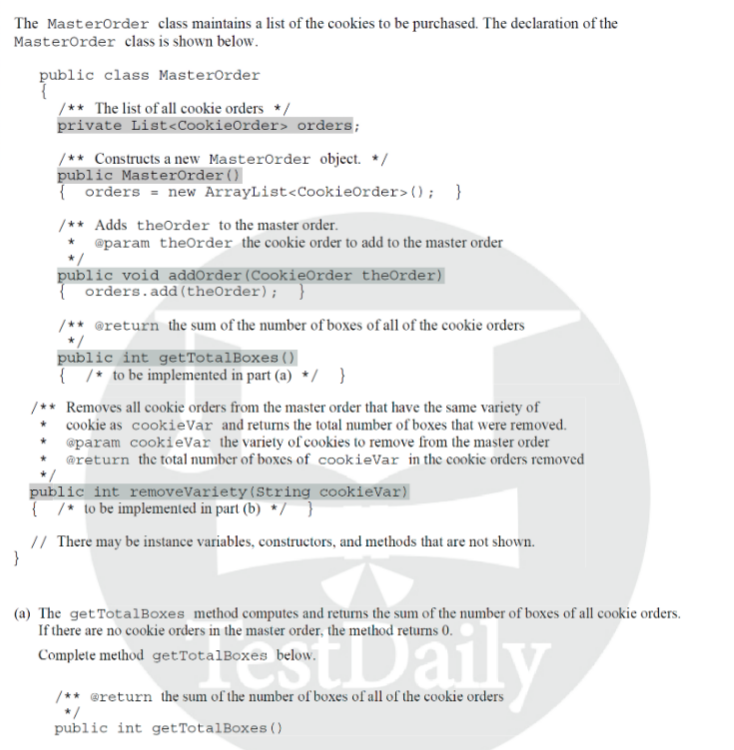 The MasterOrder class maintains a list of the cookies to be purchased. The declaration of the
MasterOrder class is shown below.
public class MasterOrder
{
/** The list of all cookie orders */
private List<CookieOrder> orders;
/** Constructs a new MasterOrder object. */
public MasterOrder()
{ orders = new ArrayList<CookieOrder>(); }
/** Adds theOrder to the master order.
* @param theOrder the cookie order to add to the master order
*/
public void addOrder(CookieOrder theOrder)
{ orders.add(theOrder); }
/** @return the sum of the number of boxes of all of the cookie orders
*/
public int getTotalBoxes()
{ /* to be implemented in part (a) */ }
/** Removes all cookie orders from the master order that have the same variety of
* cookie as cookieVar and returns the total number of boxes that were removed.
* @param cookieVar the variety of cookies to remove from the master order
* @return the total number of boxes of cookieVar in the cookie orders removed
*/
public int removeVariety(String cookieVar)
{ /* to be implemented in part (b) */ }
// There may be instance variables, constructors, and methods that are not shown.
}
(a) The getTotalBoxes method computes and returns the sum of the number of boxes of all cookie orders.
If there are no cookie orders in the master order, the method returns 0.
Complete method getTotalBoxes below.
TestDaily
/** @return the sum of the number of boxes of all of the cookie orders
*/
public int getTotalBoxes()